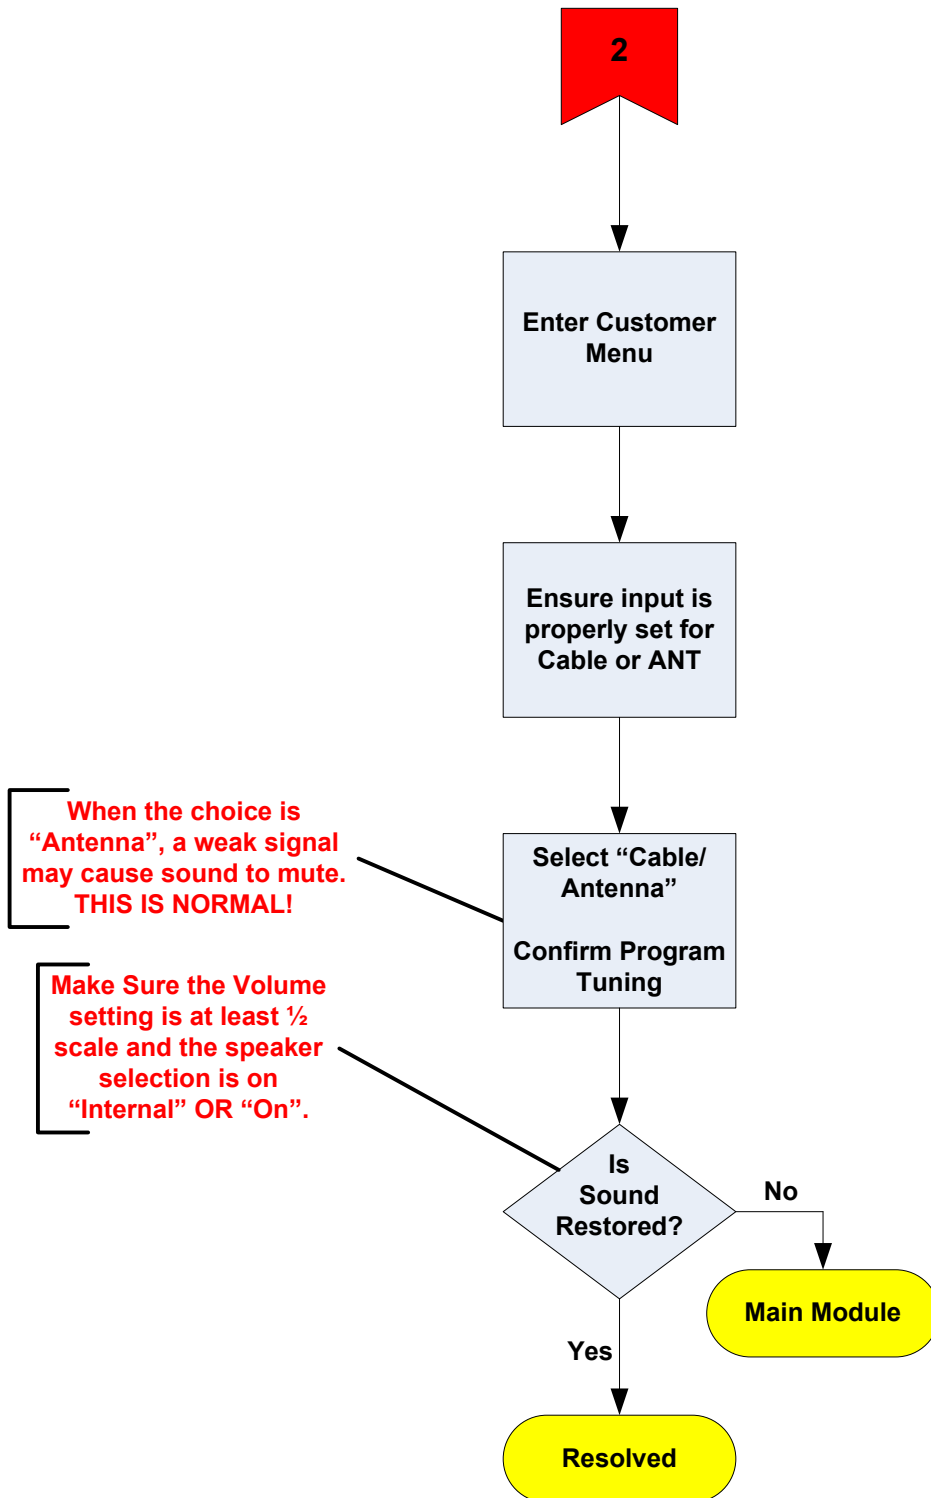 2
Enter Customer
Menu
Ensure input is
properly set for
Cable or ANT
When the choice is
“Antenna”, a weak signal
may cause sound to mute.
THIS IS NORMAL!
Select “Cable/
Antenna”
Confirm Program
Tuning
Make Sure the Volume
setting is at least ½
scale and the speaker
selection is on
“Internal” OR “On”.
Is
Sound
Restored?
No
Main Module
Yes
Resolved